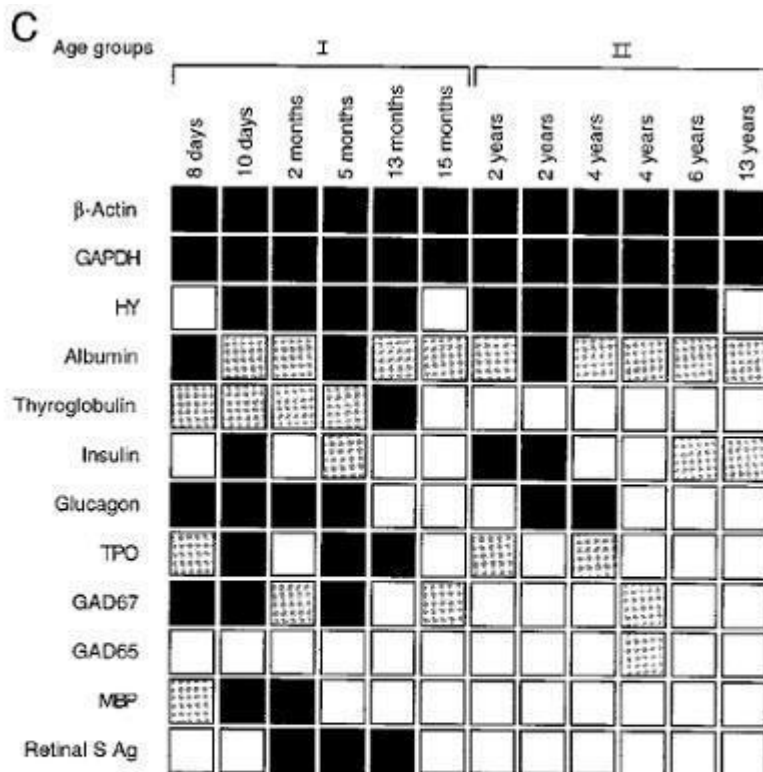 C
Age groups
I
II
8 days
10 days
2 months
5 months
13 months
15 months
2 years
2 years
4 years
4 years
6 years
13 years
β-Actin
GAPDH
HY
Albumin
Thyroglobulin
Insulin
Glucagon
TPO
GAD67
GAD65
MBP
Retinal S Ag